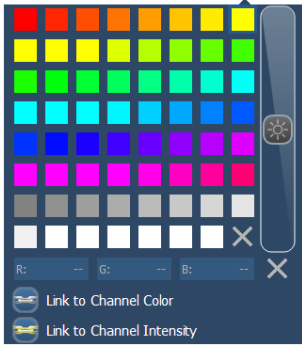 R: -- G: -- B: --
Link to Channel Color
Link to Channel Intensity